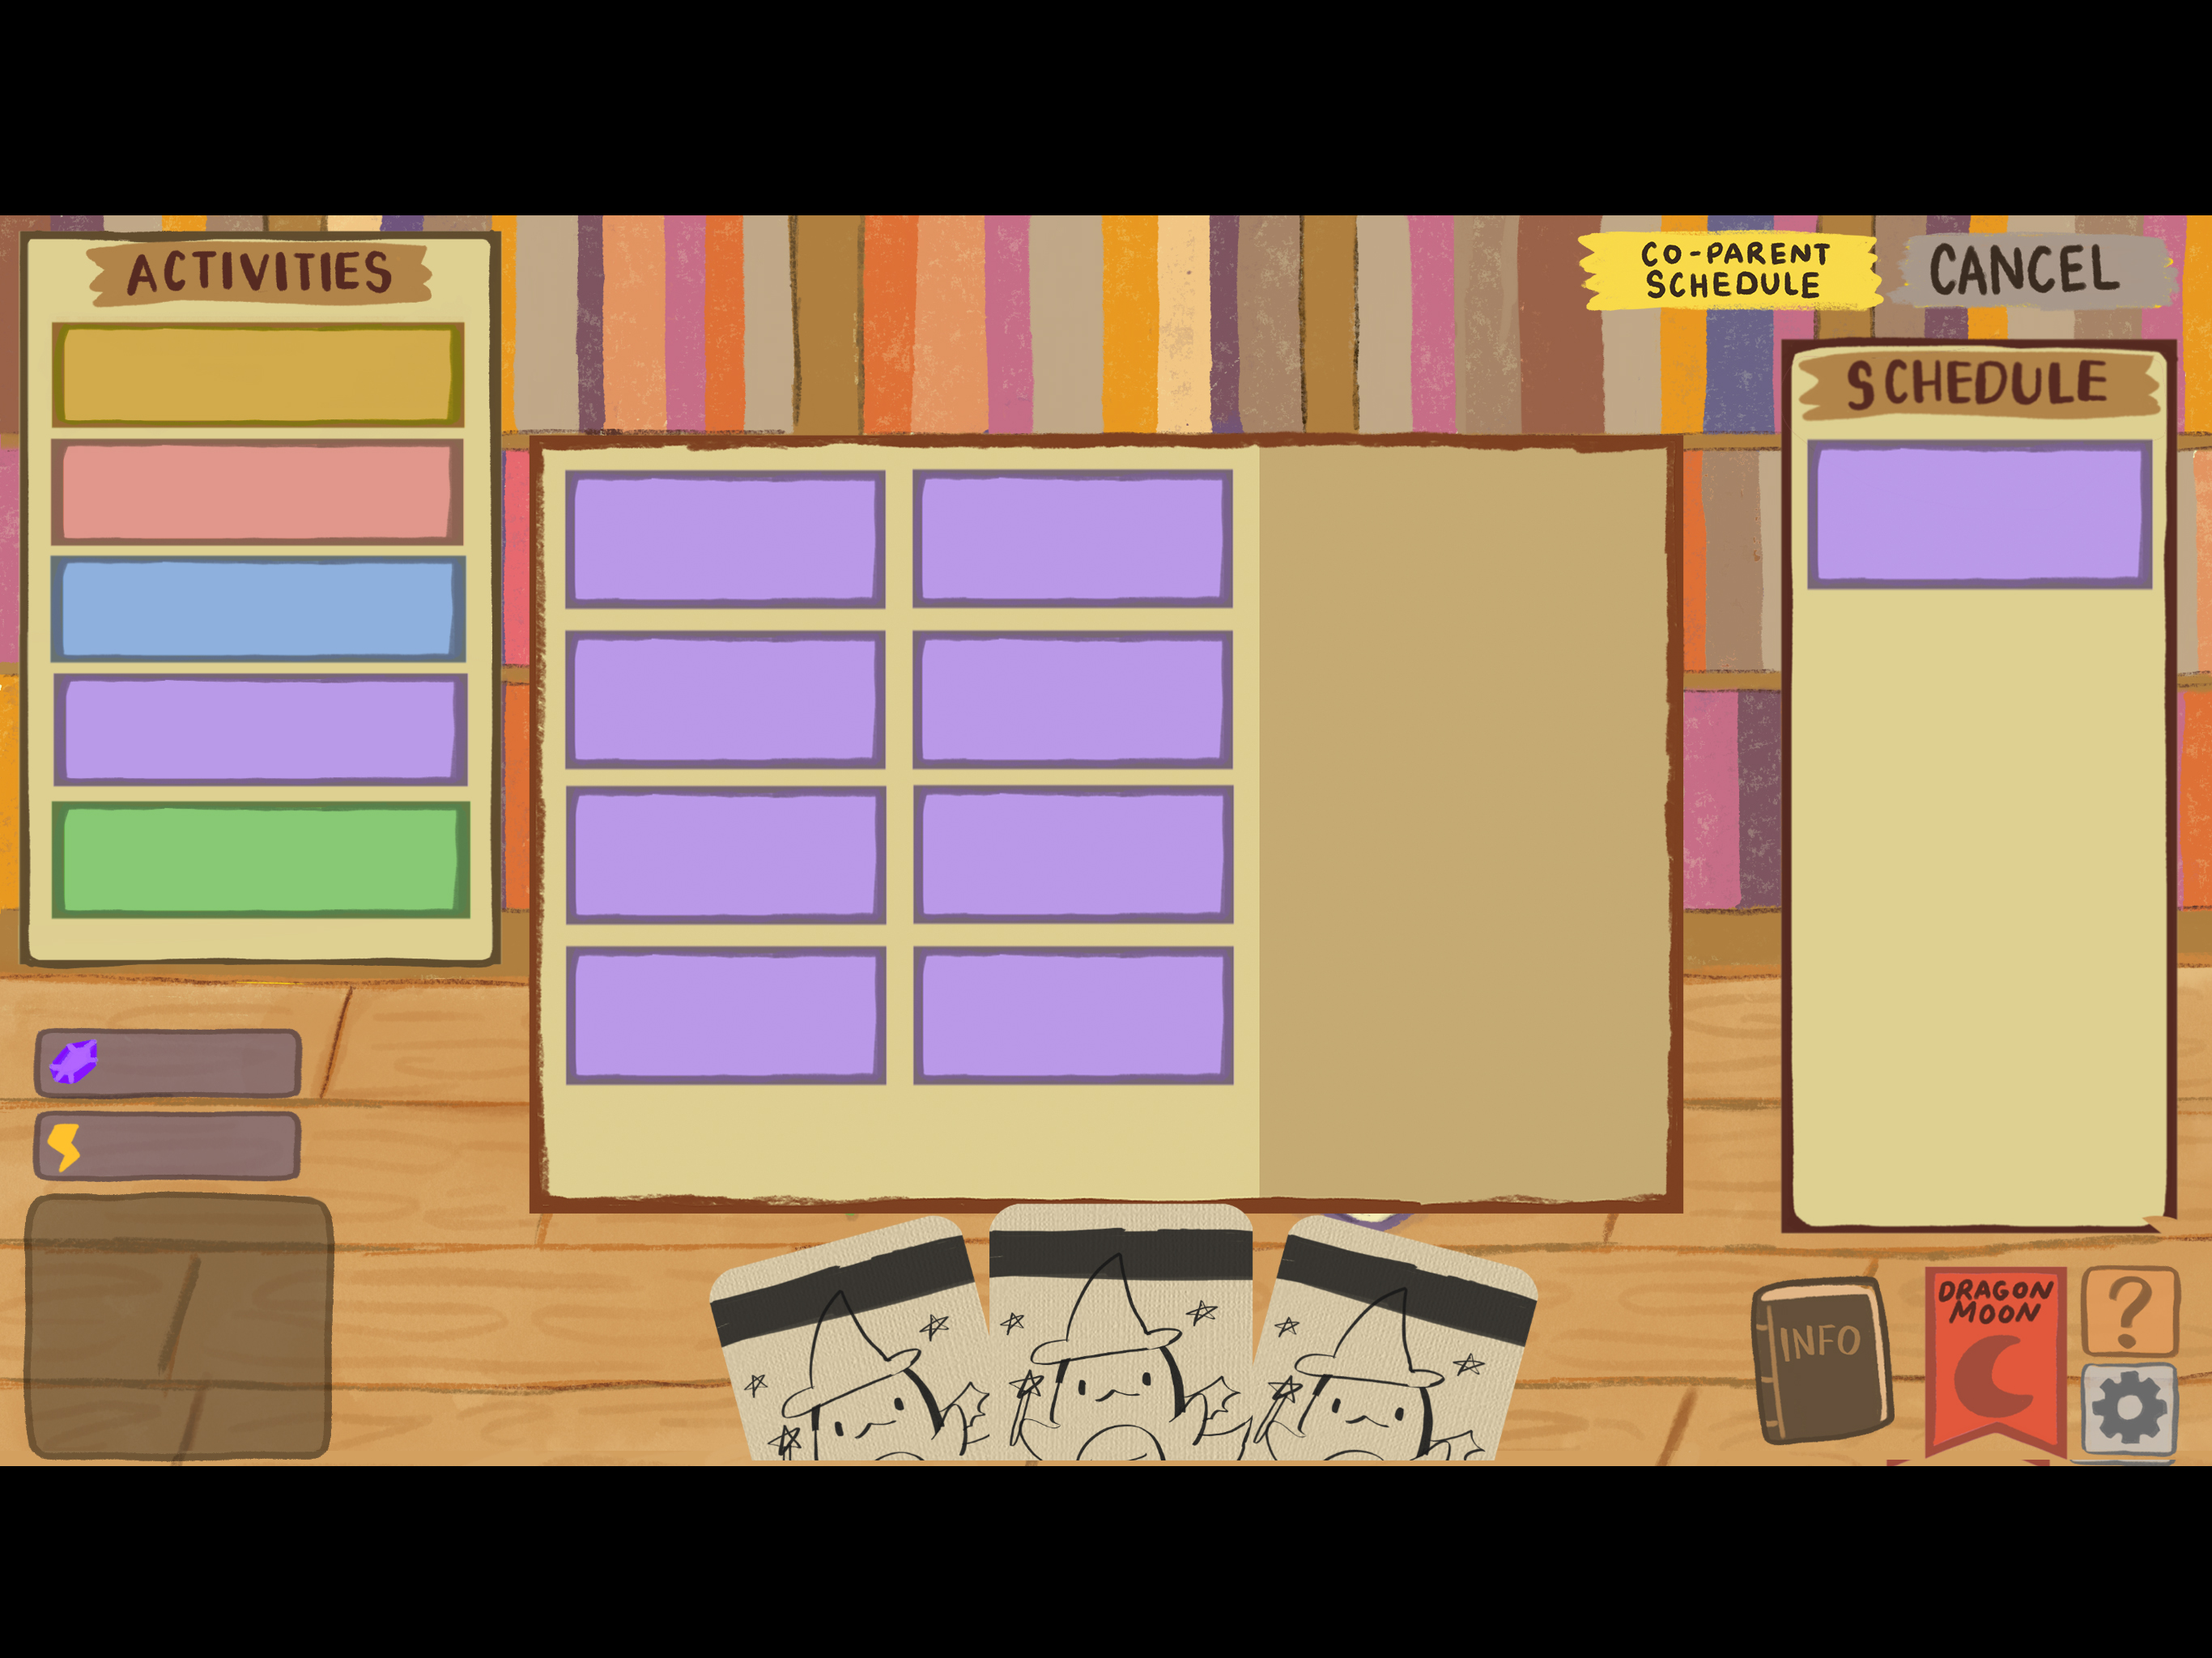 ACTIVITIES
CO-PARENT
SCHEDULE
CANCEL
SCHEDULE
INFO
DRAGON
MOON
?